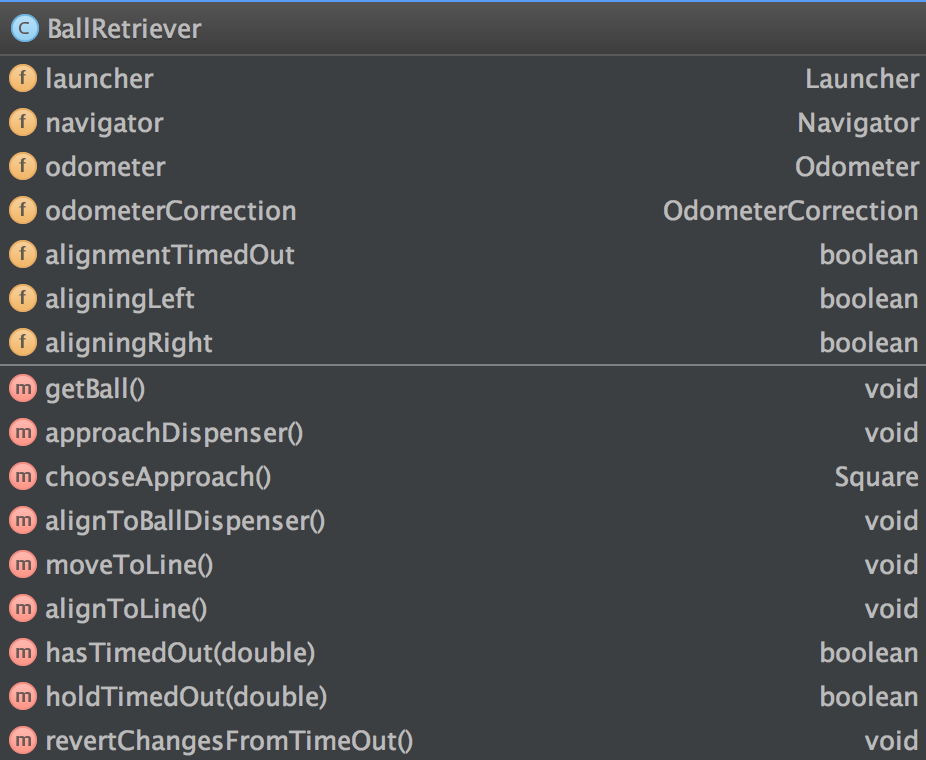 C BallRetriever
f launcher Launcher
f navigator Navigator
f odometer Odometer
f odometerCorrection OdometerCorrection
f alignmentTimedOut boolean
f aligningLeft boolean
f aligningRight boolean
m getBall() void
m approachDispenser() void
m chooseApproach() Square
m alignToBallDispenser() void
m moveToLine() void
m alignToLine() void
m hasTimedOut(double) boolean
m holdTimedOut(double) boolean
m revertChangesFromTimeOut() void